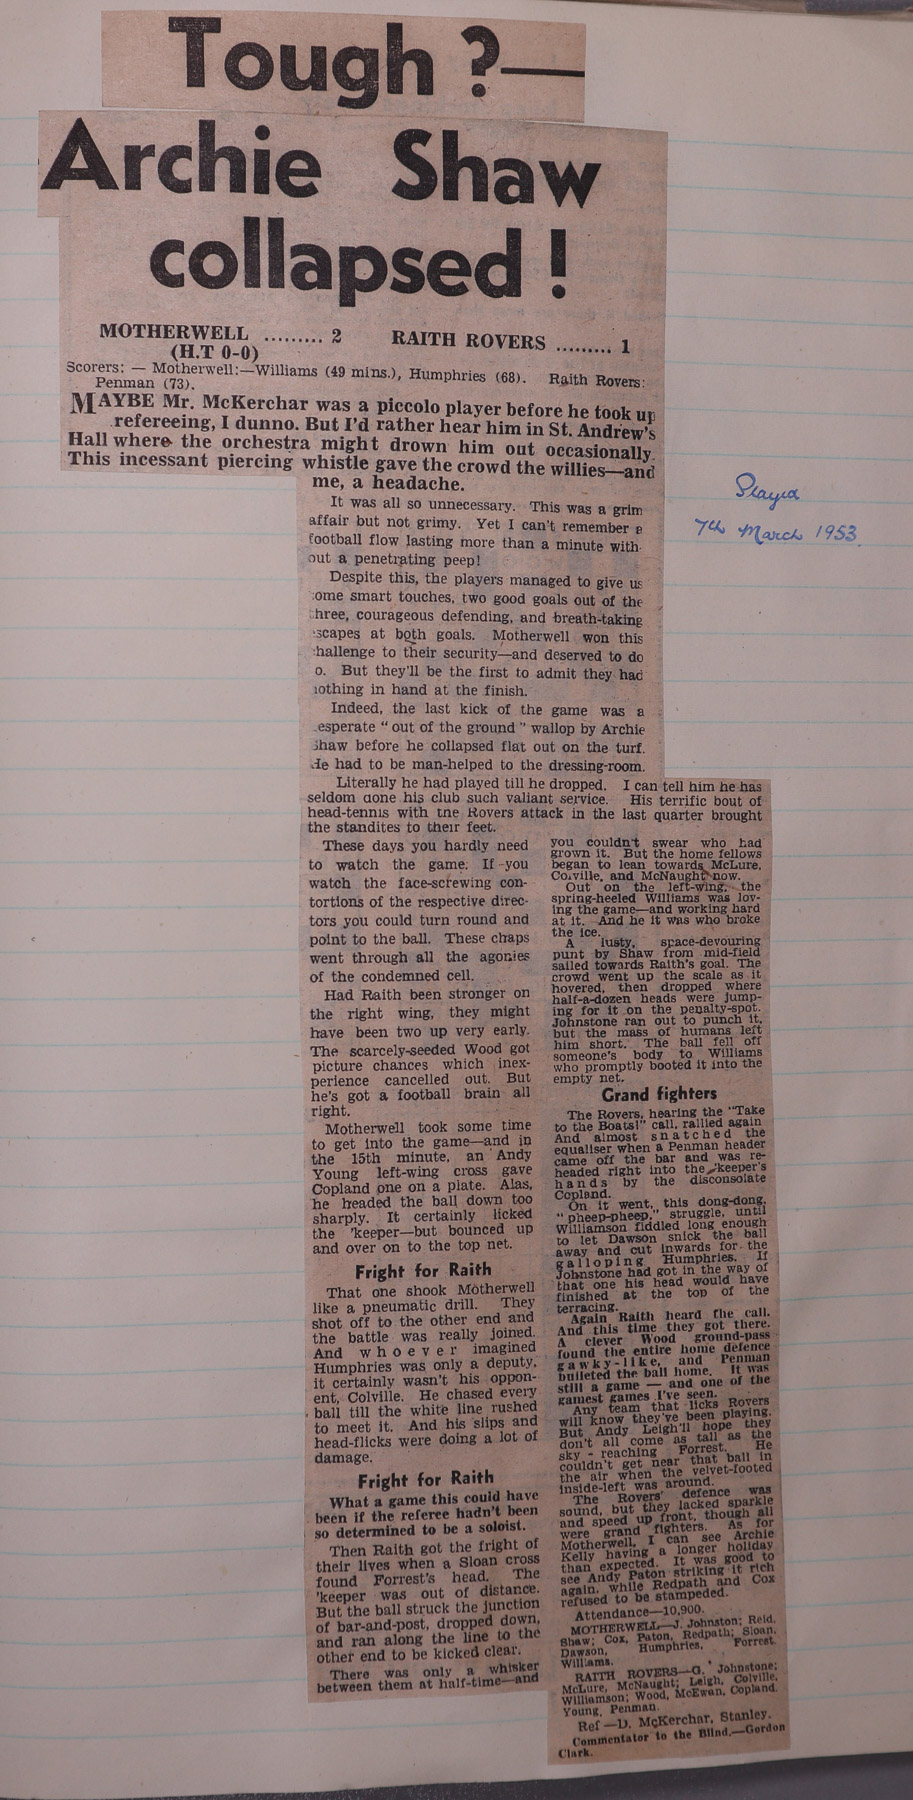 Tough ?—
Archie Shaw
collapsed !
MOTHERWELL ......... 2 RAITH ROVERS ......... 1
(H.T 0-0)
Scorers: — Motherwell:—Williams (49 mins.), Humphries (68). Raith Rovers:
Penman (73).
MAYBE Mr. McKerchar was a piccolo player before he took up
refereeing, I dunno. But I'd rather hear him in St. Andrew's
Hall where the orchestra might drown him out occasionally.
This incessant piercing whistle gave the crowd the willies—and
me, a headache.
It was all so unnecessary. This was a grim
affair but not grimy. Yet I can't remember a
football flow lasting more than a minute with-
out a penetrating peep!
Despite this, the players managed to give us
ome smart touches, two good goals out of the
hree, courageous defending, and breath-taking
scapes at both goals. Motherwell won this
hallenge to their security—and deserved to do
o. But they'll be the first to admit they had
nothing in hand at the finish.
Indeed, the last kick of the game was a
esperate " out of the ground " wallop by Archie
Shaw before he collapsed flat out on the turf.
He had to be man-helped to the dressing-room.
Literally he had played till he dropped. I can tell him he has
seldom done his club such valiant service. His terrific bout of
head-tennis with the Rovers attack in the last quarter brought
the standites to their feet.
These days you hardly need
to watch the game. If you
watch the face-screwing con-
tortions of the respective direc-
tors you could turn round and
point to the ball. These chaps
went through all the agonies
of the condemned cell.
Had Raith been stronger on
the right wing, they might
have been two up very early.
The scarcely-seeded Wood got
picture chances which inex-
perience cancelled out. But
he's got a football brain all
right.
Motherwell took some time
to get into the game—and in
the 15th minute, an Andy
Young left-wing cross gave
Copland one on a plate. Alas,
he headed the ball down too
sharply. It certainly licked
the 'keeper—but bounced up
and over on to the top net.
Fright for Raith
That one shook Motherwell
like a pneumatic drill. They
shot off to the other end and
the battle was really joined.
And whoever imagined
Humphries was only a deputy,
it certainly wasn't his oppon-
ent, Colville. He chased every
ball till the white line rushed
to meet it. And his slips and
head-flicks were doing a lot of
damage.
Fright for Raith
What a game this could have
been if the referee hadn't been
so determined to be a soloist.
Then Raith got the fright of
their lives when a Sloan cross
found Forrest's head. The
'keeper was out of distance.
But the ball struck the junction
of bar-and-post, dropped down,
and ran along the line to the
other end to be kicked clear.
There was only a whisker
between them at half-time—and
you couldn't swear who had
grown it. But the home fellows
began to lean towards McLure,
Colville, and McNaught now.
Out on the left-wing, the
spring-heeled Williams was lov-
ing the game—and working hard
at it. And he it was who broke
the ice.
A lusty, space-devouring
punt by Shaw from mid-field
sailed towards Raith's goal. The
crowd went up the scale as it
hovered, then dropped where
half-a-dozen heads were jump-
ing for it on the penalty-spot.
Johnstone ran out to punch it,
but the mass of humans left
him short. The ball fell off
someone's body to Williams
who promptly booted it into the
empty net.
Grand fighters
The Rovers, hearing the "Take
to the Boats!" call, rallied again
And almost snatched the
equaliser when a Penman header
came off the bar and was re-
headed right into the 'keeper's
hands by the disconsolate
Copland.
On it went, this dong-dong,
" pheep-pheep," struggle, until
Williamson fiddled long enough
to let Dawson snick the ball
away and cut inwards for the
galloping Humphries. If
Johnstone had got in the way of
that one his head would have
finished at the top of the
terracing.
Again Raith heard the call.
And this time they got there.
A clever Wood ground-pass
found the entire home defence
gawky-like, and Penman
bulleted the ball home. It was
still a game — and one of the
gamest games I've seen.
Any team that licks Rovers
will know they've been playing.
But Andy Leigh'll hope they
don't all come as tall as the
sky - reaching Forrest. He
couldn't get near that ball in
the air when the velvet-footed
inside-left was around.
The Rovers' defence was
sound, but they lacked sparkle
and speed up front, though all
were grand fighters. As for
Motherwell, I can see Archie
Kelly having a longer holiday
than expected. It was good to
see Andy Paton striking it rich
again, while Redpath and Cox
refused to be stampeded.
Attendance—10,900.
MOTHERWELL—J. Johnston; Reid,
Shaw; Cox, Paton, Redpath; Sloan,
Dawson, Humphries, Forrest,
Williams.
RAITH ROVERS—G. Johnstone;
McLure, McNaught; Leigh, Colville,
Williamson; Wood, McEwan, Copland,
Young, Penman.
Ref —D. McKerchar, Stanley.
Commentator to the Blind.—Gordon
Clark.
Played
7th March 1953.